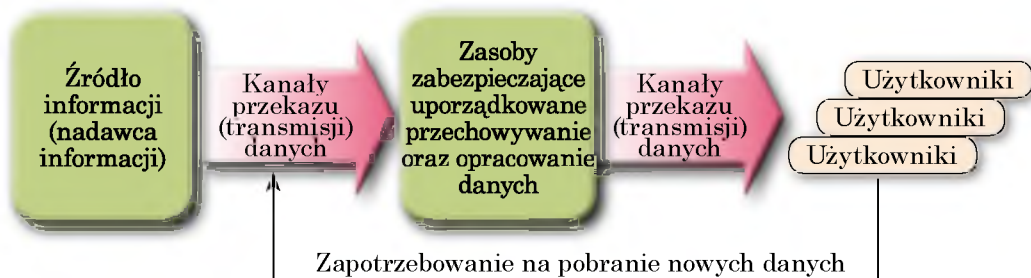 Źródło
informacji
(nadawca
informacji)
Kanały
przekazu
(transmisji)
danych
Zasoby
zabezpieczające
uporządkowane
przechowywanie
oraz opracowanie
danych
Kanały
przekazu
(transmisji)
danych
Użytkowniki
Użytkowniki
Użytkowniki
Zapotrzebowanie na pobranie nowych danych